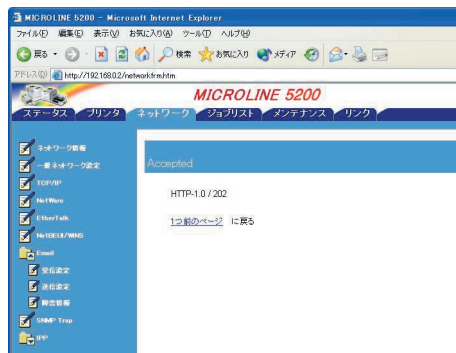 MICROLINE 5200 - Microsoft Internet Explorer
ファイル(F) 編集(E) 表示(V) お気に入り(A) ツール(T) ヘルプ(H)
戻る 検索 お気に入り メディア
アドレス(D) http://192.168.0.2/networkfrm.htm
MICROLINE 5200
ステータス プリンタ ネットワーク ジョブリスト メンテナンス リンク
ネットワーク情報
一般ネットワーク設定
TCP/IP
NetWare
EtherTalk
NetBEUI/WINS
Email
受信設定
送信設定
障害情報
SNMP Trap
IPP
Accepted
HTTP-1.0 / 202
1つ前のページ に戻る